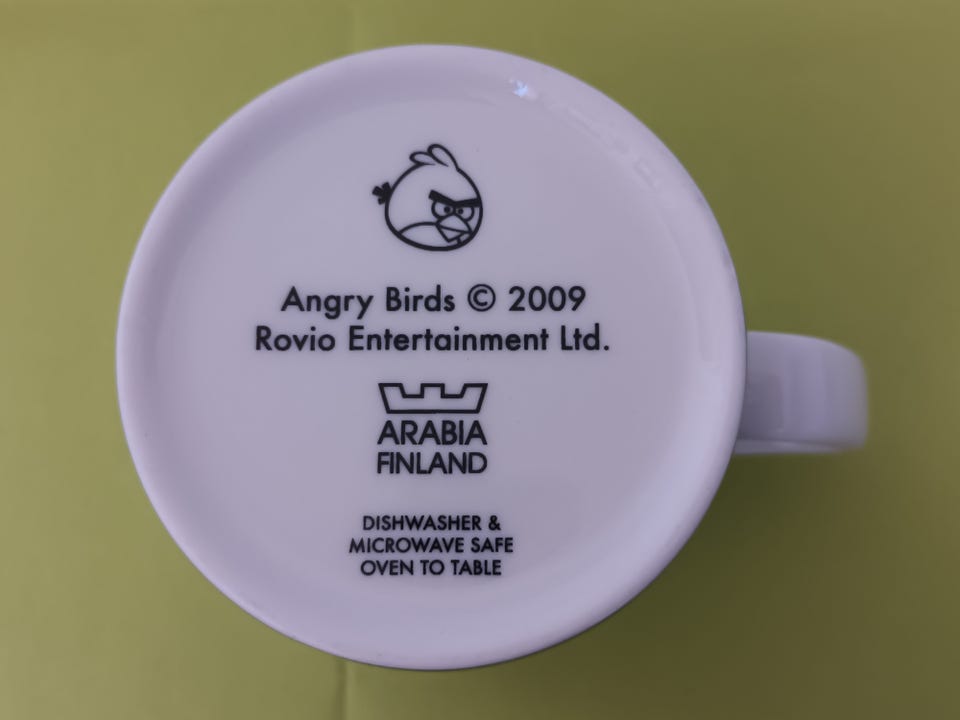 Angry Birds © 2009
Rovio Entertainment Ltd.
ARABIA
FINLAND
DISHWASHER &
MICROWAVE SAFE
OVEN TO TABLE